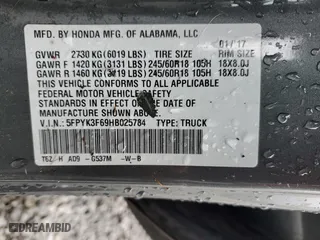 MFD. BY HONDA MFG. OF ALABAMA, LLC
01/17
GVWR 2730 KG (6019 LBS) TIRE SIZE RIM SIZE
GAWR F 1420 KG (3131 LBS) 245/60R18 105H 18X8.0J
GAWR R 1460 KG (3219 LBS) 245/60R18 105H 18X8.0J
THIS VEHICLE CONFORMS TO ALL APPLICABLE
FEDERAL MOTOR VEHICLE SAFETY
STANDARDS IN EFFECT ON THE DATE OF
MANUFACTURE SHOWN ABOVE.
V.I.N.: 5FPYK3F69HB025784 TYPE: TRUCK
T6Z H AD9 -G537M -W-B
DREAMBID